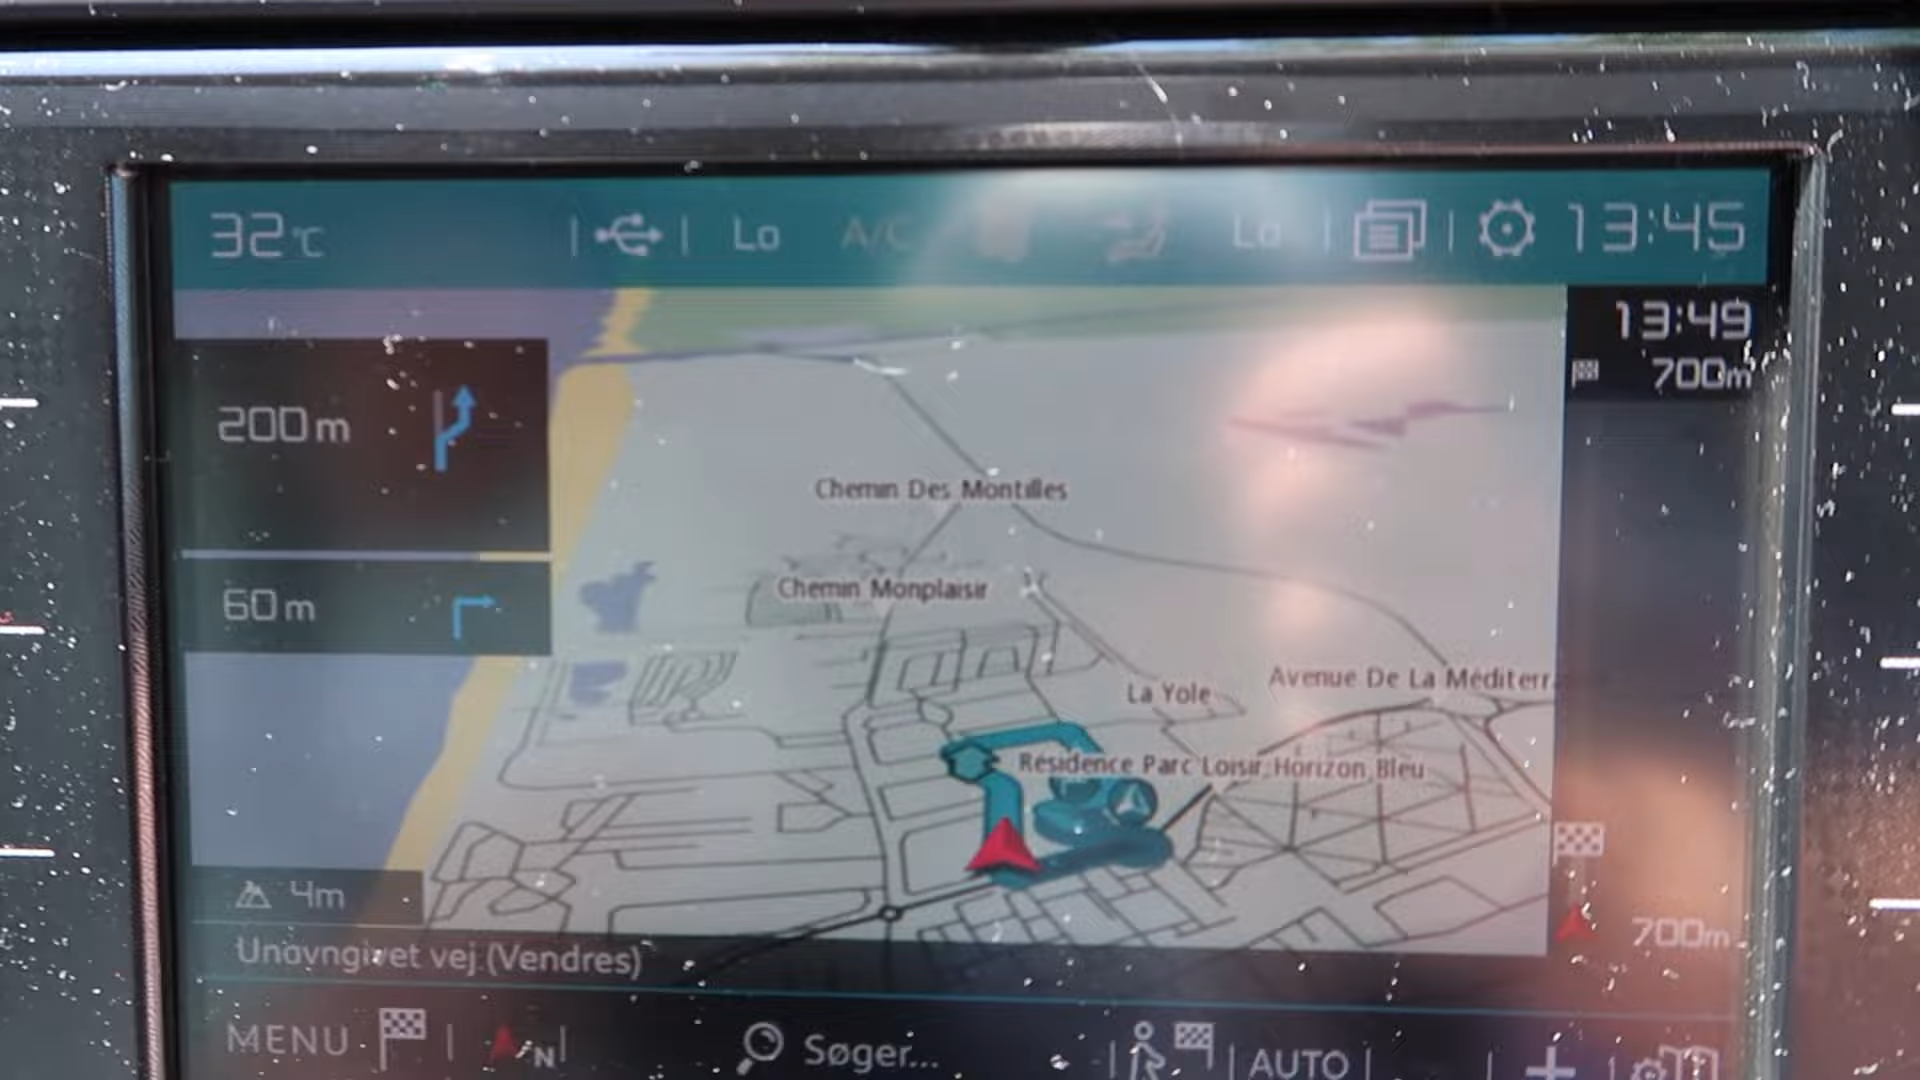 32°C Lo A/C Lo 13:45
13:49
700m
200m
60m
Chemin Des Montilles
Chemin Monplaisir
La Yole
Avenue De La Méditerr
Résidence Parc Loisir Horizon Bleu
4m
700m
Unavngivet vej (Vendres)
MENU N Søger... AUTO